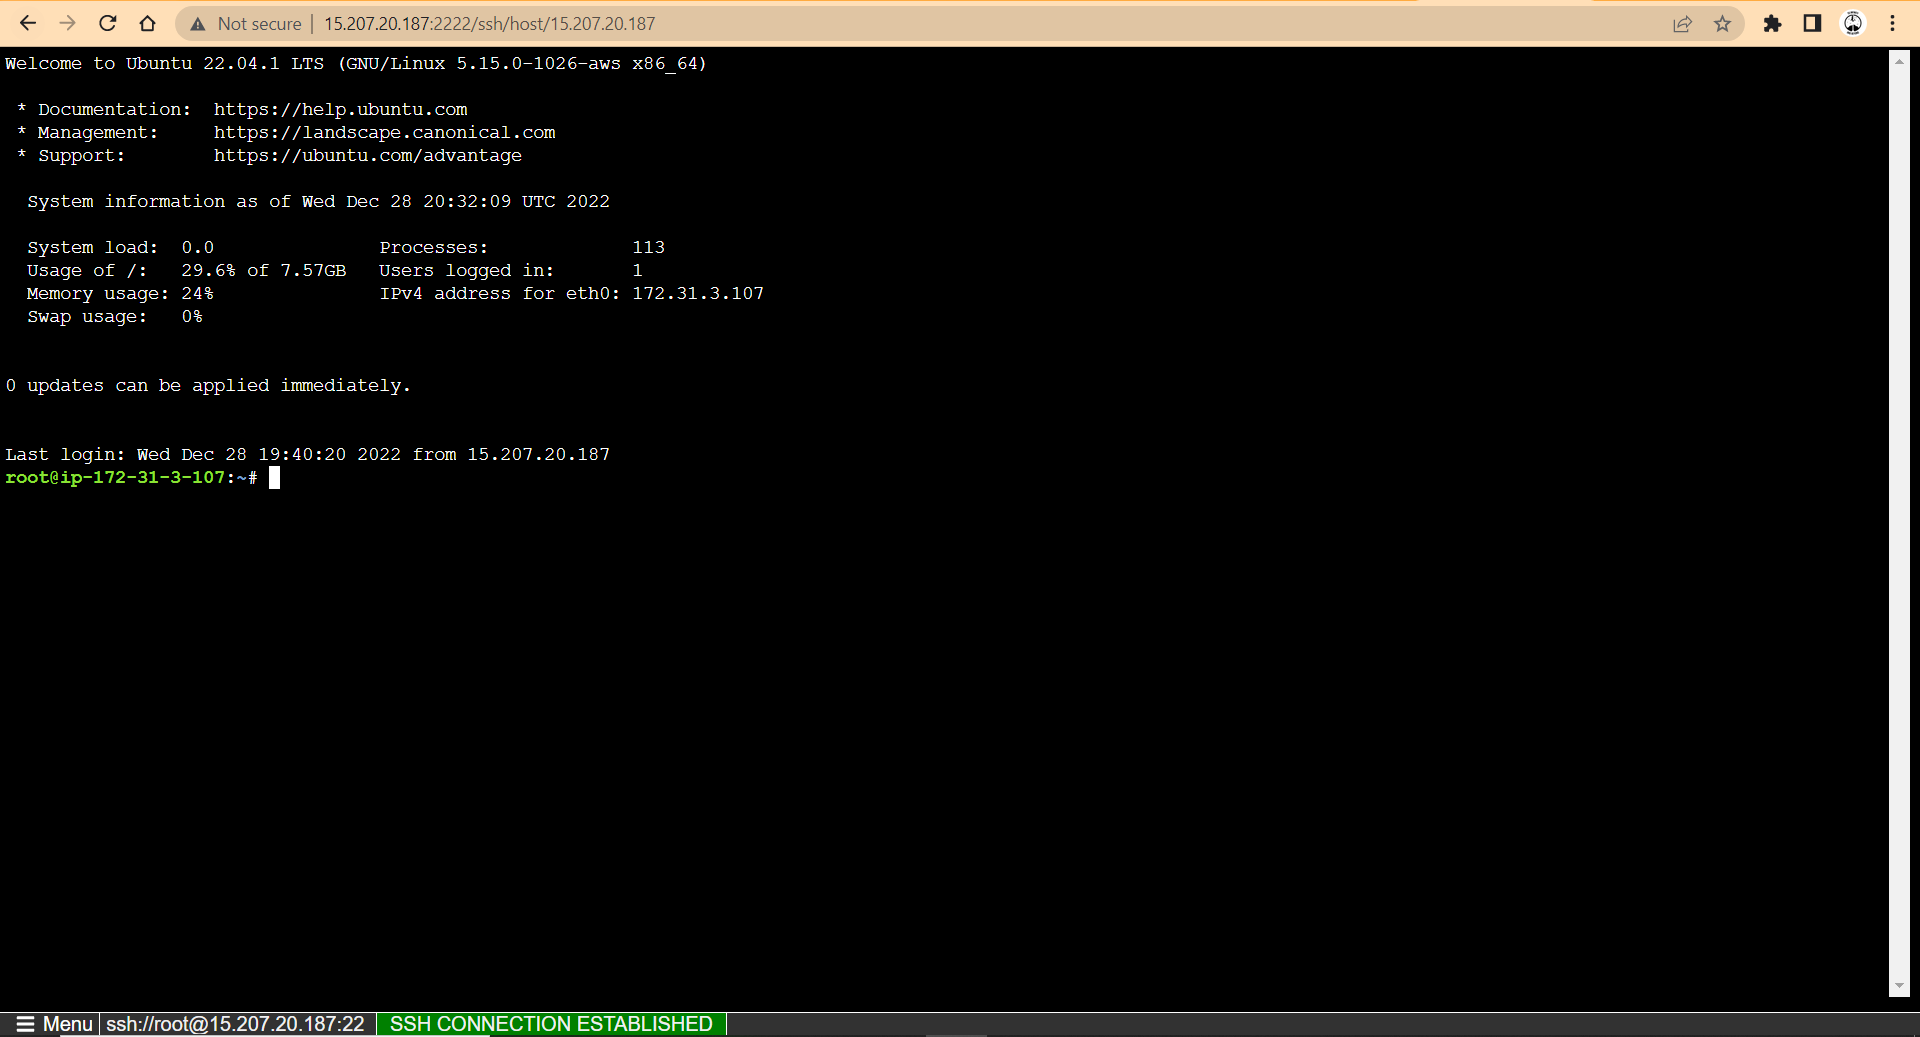 Not secure | 15.207.20.187:2222/ssh/host/15.207.20.187
Welcome to Ubuntu 22.04.1 LTS (GNU/Linux 5.15.0-1026-aws x86_64)
* Documentation:  https://help.ubuntu.com
* Management:     https://landscape.canonical.com
* Support:        https://ubuntu.com/advantage
System information as of Wed Dec 28 20:32:09 UTC 2022
System load:  0.0               Processes:             113
Usage of /:   29.6% of 7.57GB   Users logged in:       1
Memory usage: 24%               IPv4 address for eth0: 172.31.3.107
Swap usage:   0%
0 updates can be applied immediately.
Last login: Wed Dec 28 19:40:20 2022 from 15.207.20.187
root@ip-172-31-3-107:~#
Menu ssh://root@15.207.20.187:22 SSH CONNECTION ESTABLISHED